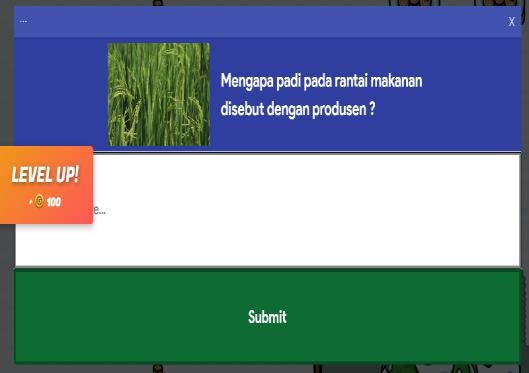 ...
X
Mengapa padi pada rantai makanan
disebut dengan produsen ?
LEVEL UP!
+ 100
e...
Submit